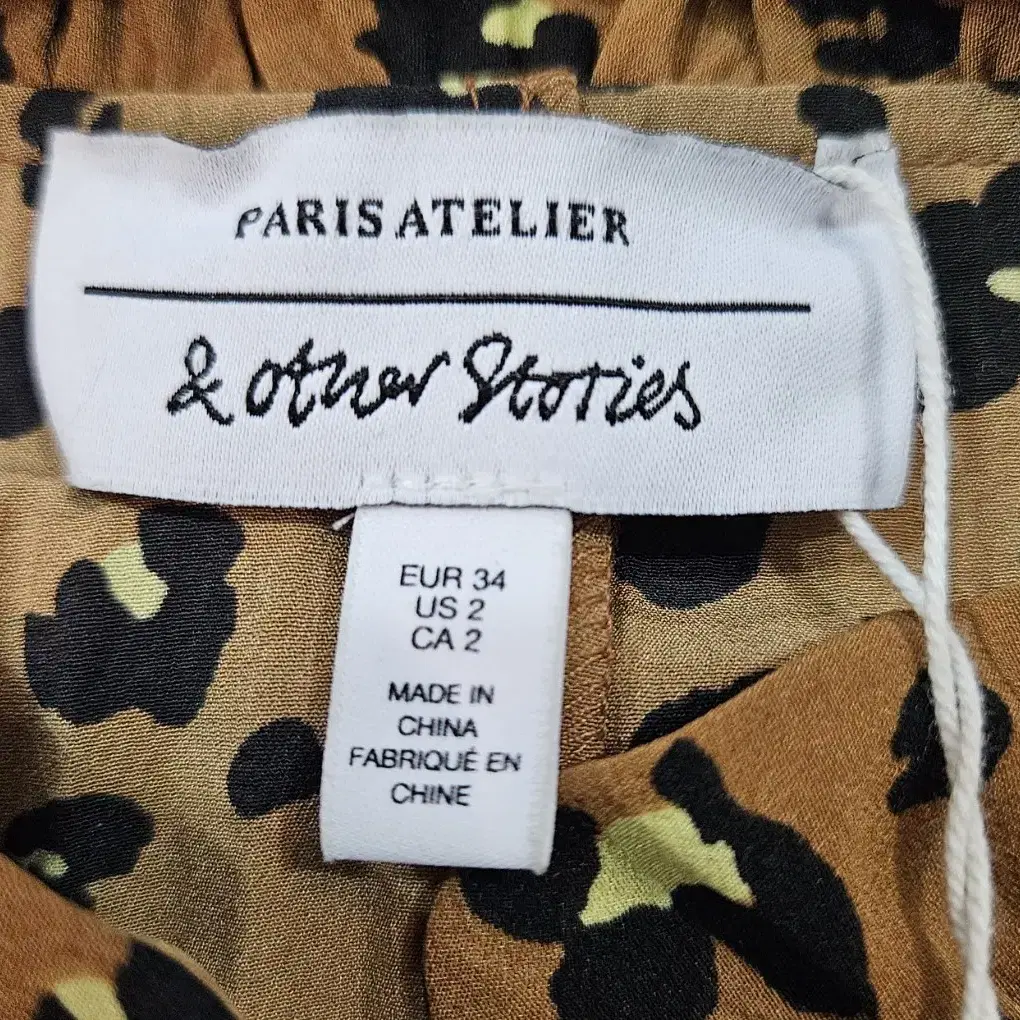 PARIS ATELIER
& other Stories
EUR 34
US 2
CA 2
MADE IN
CHINA
FABRIQUÉ EN
CHINE